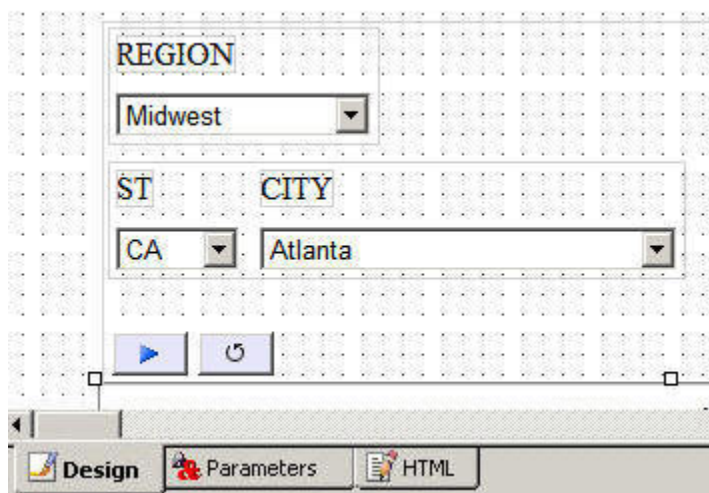 REGION
Midwest
ST CITY
CA Atlanta
Design Parameters HTML